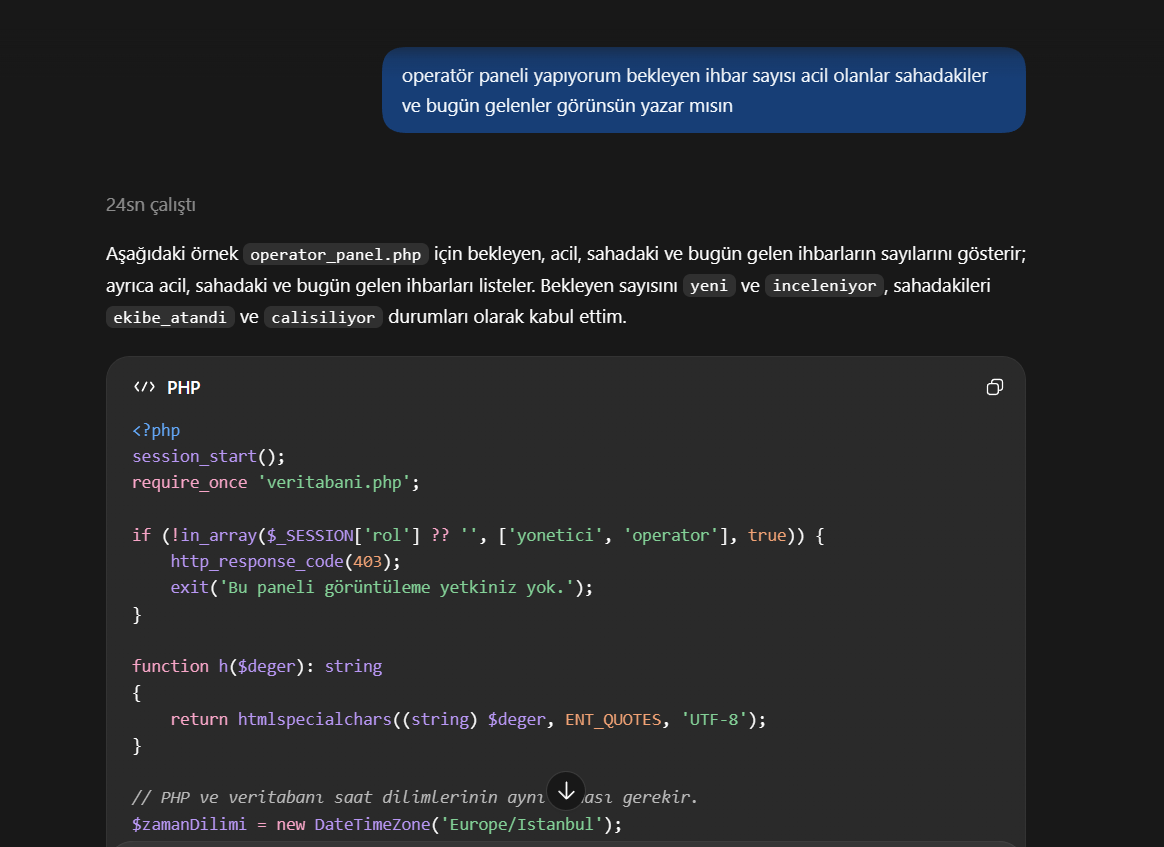 operatör paneli yapıyorum bekleyen ihbar sayısı acil olanlar sahadakiler
ve bugün gelenler görünsün yazar mısın
24sn çalıştı
Aşağıdaki örnek operator_panel.php için bekleyen, acil, sahadaki ve bugün gelen ihbarların sayılarını gösterir;
ayrıca acil, sahadaki ve bugün gelen ihbarları listeler. Bekleyen sayısını yeni ve inceleniyor, sahadakileri
ekibe_atandi ve calisiliyor durumları olarak kabul ettim.
</> PHP
<?php
session_start();
require_once 'veritabani.php';
if (!in_array($_SESSION['rol'] ?? '', ['yonetici', 'operator'], true)) {
    http_response_code(403);
    exit('Bu paneli görüntüleme yetkiniz yok.');
}
function h($deger): string
{
    return htmlspecialchars((string) $deger, ENT_QUOTES, 'UTF-8');
}
// PHP ve veritabanı saat dilimlerinin aynı gerekir.
$zamanDilimi = new DateTimeZone('Europe/Istanbul');